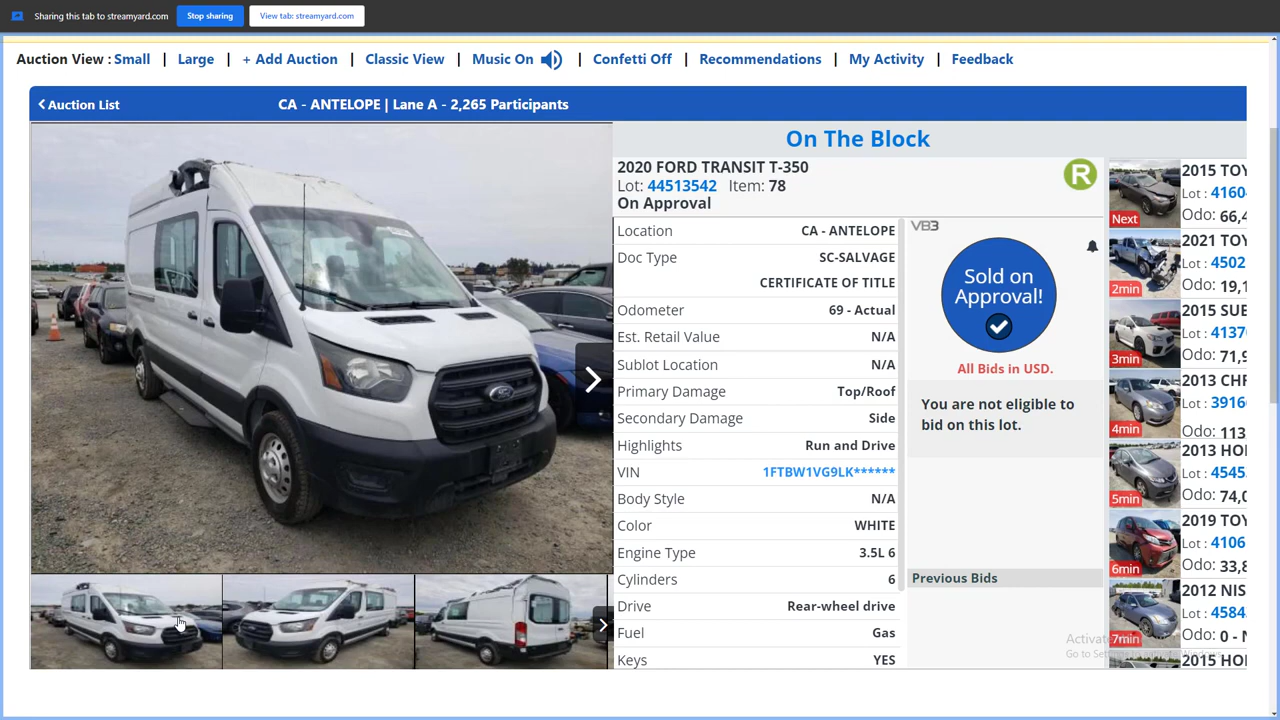 Sharing this tab to streamyard.com
Stop sharing
View tab: streamyard.com
Auction View : Small | Large | + Add Auction | Classic View | Music On | Confetti Off | Recommendations | My Activity | Feedback
Auction List
CA - ANTELOPE | Lane A - 2,265 Participants
On The Block
2020 FORD TRANSIT T-350
Lot: 44513542 Item: 78
On Approval
R
Location CA - ANTELOPE
Doc Type SC-SALVAGE
CERTIFICATE OF TITLE
Odometer 69 - Actual
Est. Retail Value N/A
Sublot Location N/A
Primary Damage Top/Roof
Secondary Damage Side
Highlights Run and Drive
VIN 1FTBW1VG9LK******
Body Style N/A
Color WHITE
Engine Type 3.5L 6
Cylinders 6
Drive Rear-wheel drive
Fuel Gas
Keys YES
VB3
Sold on
Approval!
All Bids in USD.
You are not eligible to
bid on this lot.
Previous Bids
Next
2015 TOY
Lot : 4160
Odo: 66,4
2min
2021 TOY
Lot : 4502
Odo: 19,1
3min
2015 SUB
Lot : 4137
Odo: 71,9
4min
2013 CHR
Lot : 3916
Odo: 113
5min
2013 HO
Lot : 4545
Odo: 74,0
6min
2019 TOY
Lot : 4106
Odo: 33,8
7min
2012 NIS
Lot : 4584
Odo: 0 - N
2015 HO
Activate
Go to Settings to activate Windows.